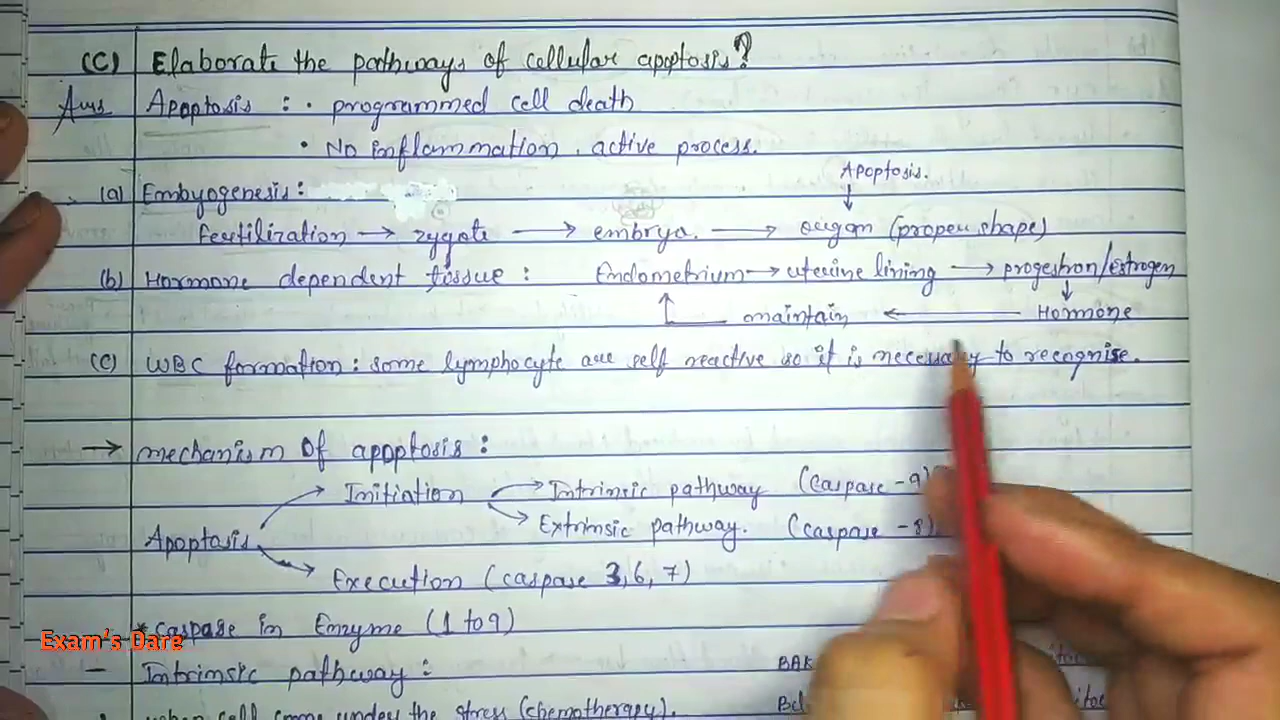 (C) Elaborate the pathways of cellular apoptosis?
Ans Apoptosis : • programmed cell death
• No inflammation, active process.
(a) Embyogenesis :
Apoptosis.
fertilization → zygote → embryo. → organ (proper shape)
(b) Hormone dependent tissue : Endometrium → uterine lining → progestron/Estrogen
maintain ← Hormone
(C) WBC formation : some lymphocyte are self reactive so it is necessary to recognise.
→ mechanism of apoptosis :
Initiation → Intrinsic pathway (Caspase -9)
→ Extrinsic pathway. (caspase -8)
Apoptosis
Execution (caspase 3,6,7)
* Caspase in Enzyme (1 to 9)
Exam's Dare
– Intrinsic pathway : BAK
when cell come under the stress (chemotherapy). Bcl